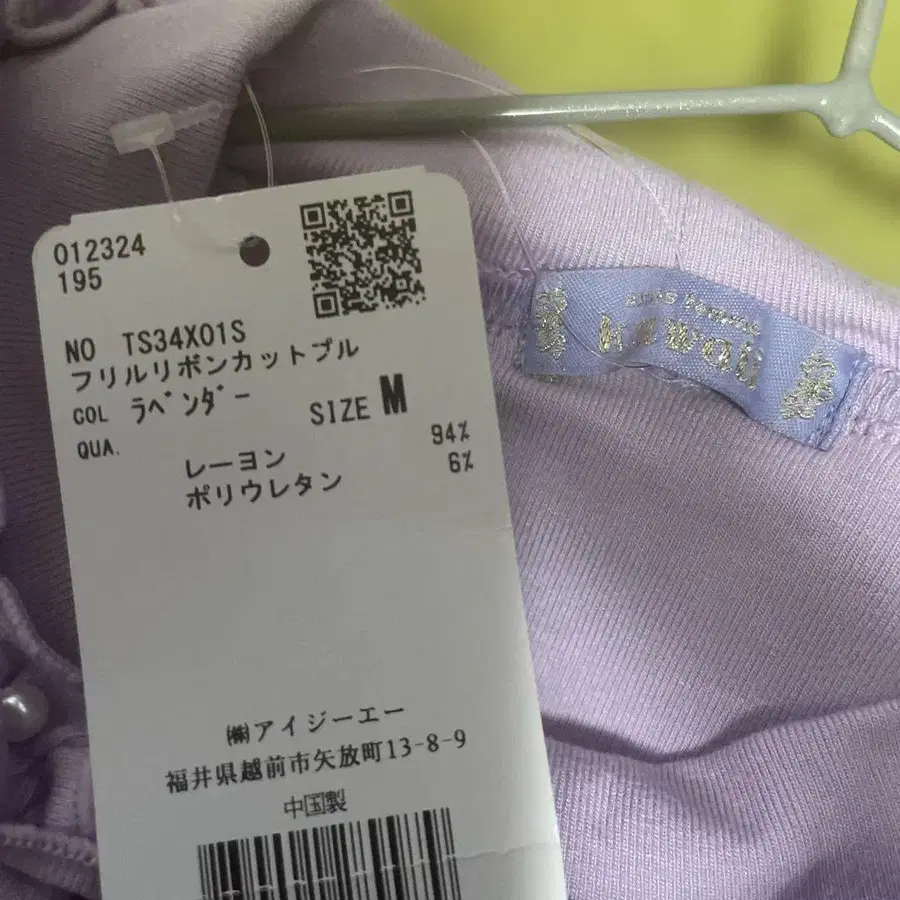 012324
195
NO TS34X01S
フリルリボンカットプル
COL ラベンダー
SIZE M
QUA.
レーヨン 94%
ポリウレタン 6%
㈱アイジーエー
福井県越前市矢放町13-8-9
中国製
axes femme
kawaii